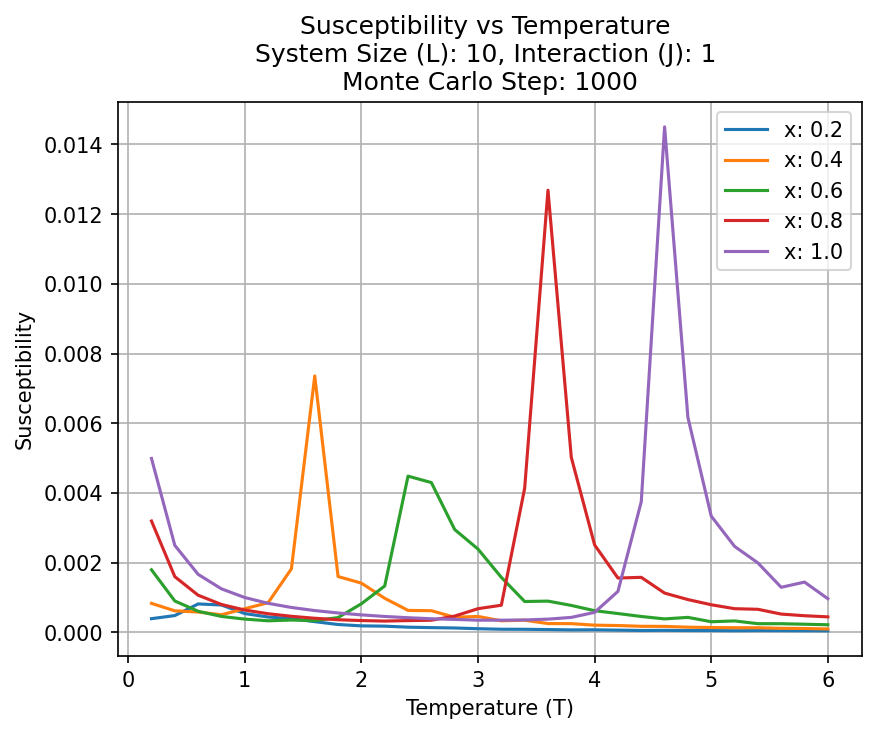 Susceptibility vs Temperature
System Size (L): 10, Interaction (J): 1
Monte Carlo Step: 1000
x: 0.2
x: 0.4
x: 0.6
x: 0.8
x: 1.0
Susceptibility
0.014
0.012
0.010
0.008
0.006
0.004
0.002
0.000
0 1 2 3 4 5 6
Temperature (T)